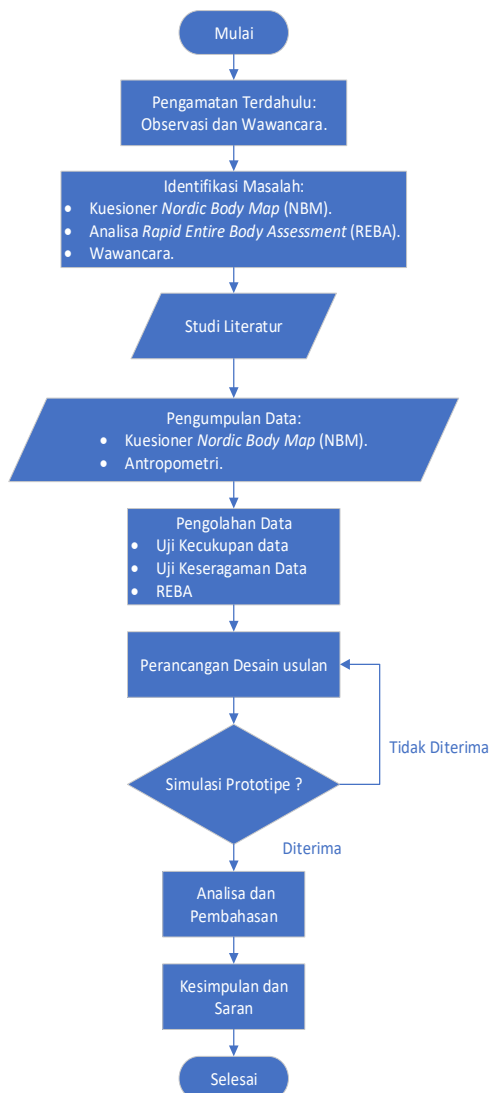 Mulai
Pengamatan Terdahulu:
Observasi dan Wawancara.
Identifikasi Masalah:
• Kuesioner Nordic Body Map (NBM).
• Analisa Rapid Entire Body Assessment (REBA).
• Wawancara.
Studi Literatur
Pengumpulan Data:
• Kuesioner Nordic Body Map (NBM).
• Antropometri.
Pengolahan Data
• Uji Kecukupan data
• Uji Keseragaman Data
• REBA
Perancangan Desain usulan
Tidak Diterima
Simulasi Prototipe ?
Diterima
Analisa dan
Pembahasan
Kesimpulan dan
Saran
Selesai